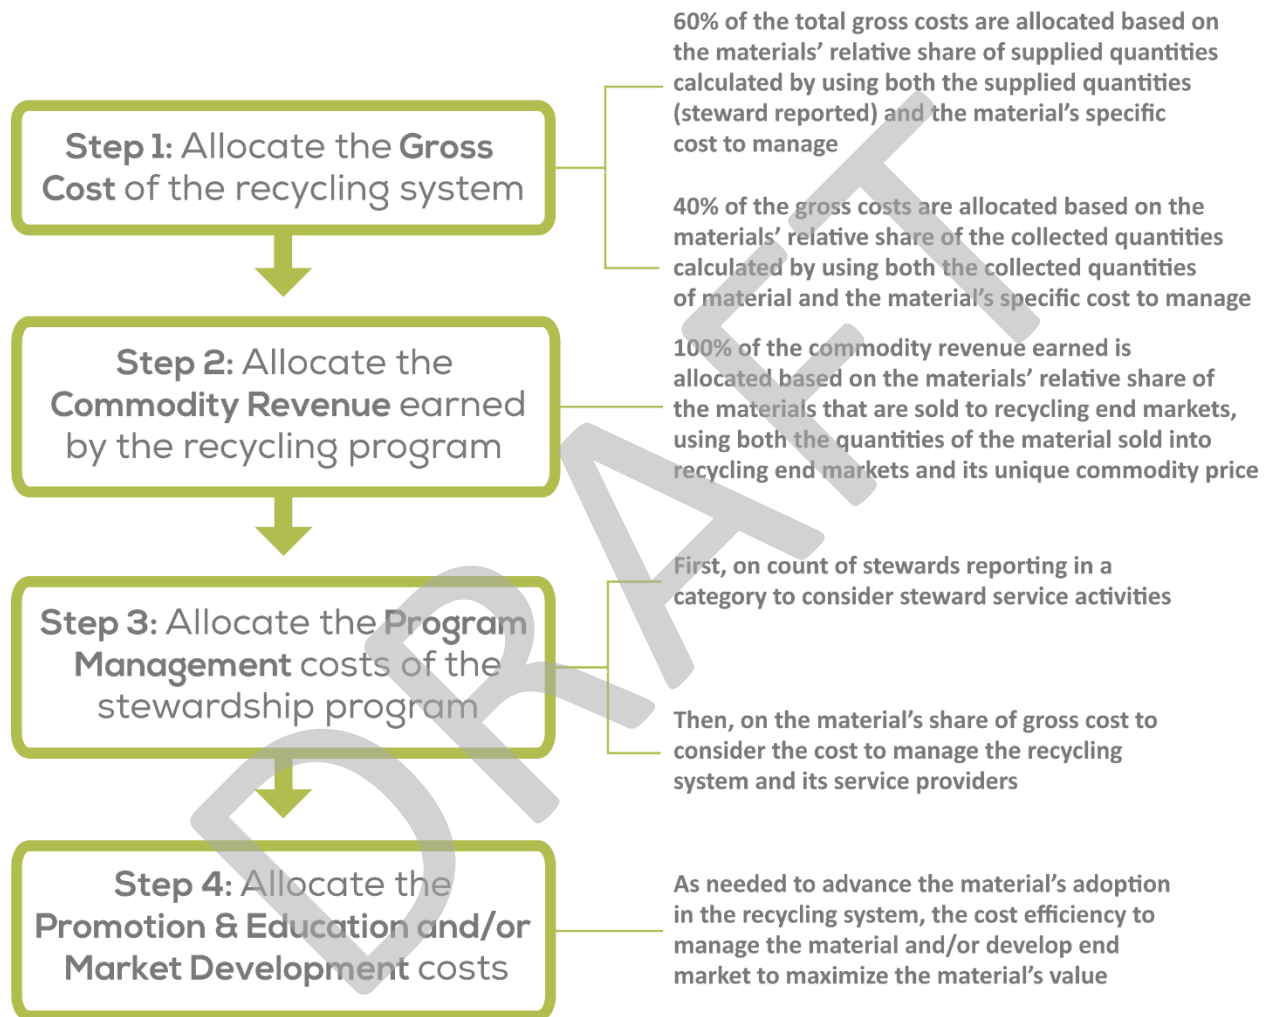 Step 1: Allocate the Gross
Cost of the recycling system
60% of the total gross costs are allocated based on
the materials’ relative share of supplied quantities
calculated by using both the supplied quantities
(steward reported) and the material’s specific
cost to manage
40% of the gross costs are allocated based on the
materials’ relative share of the collected quantities
calculated by using both the collected quantities
of material and the material’s specific cost to manage
Step 2: Allocate the
Commodity Revenue earned
by the recycling program
100% of the commodity revenue earned is
allocated based on the materials’ relative share of
the materials that are sold to recycling end markets,
using both the quantities of the material sold into
recycling end markets and its unique commodity price
Step 3: Allocate the Program
Management costs of the
stewardship program
First, on count of stewards reporting in a
category to consider steward service activities
Then, on the material’s share of gross cost to
consider the cost to manage the recycling
system and its service providers
Step 4: Allocate the
Promotion & Education and/or
Market Development costs
As needed to advance the material’s adoption
in the recycling system, the cost efficiency to
manage the material and/or develop end
market to maximize the material’s value
DRAFT